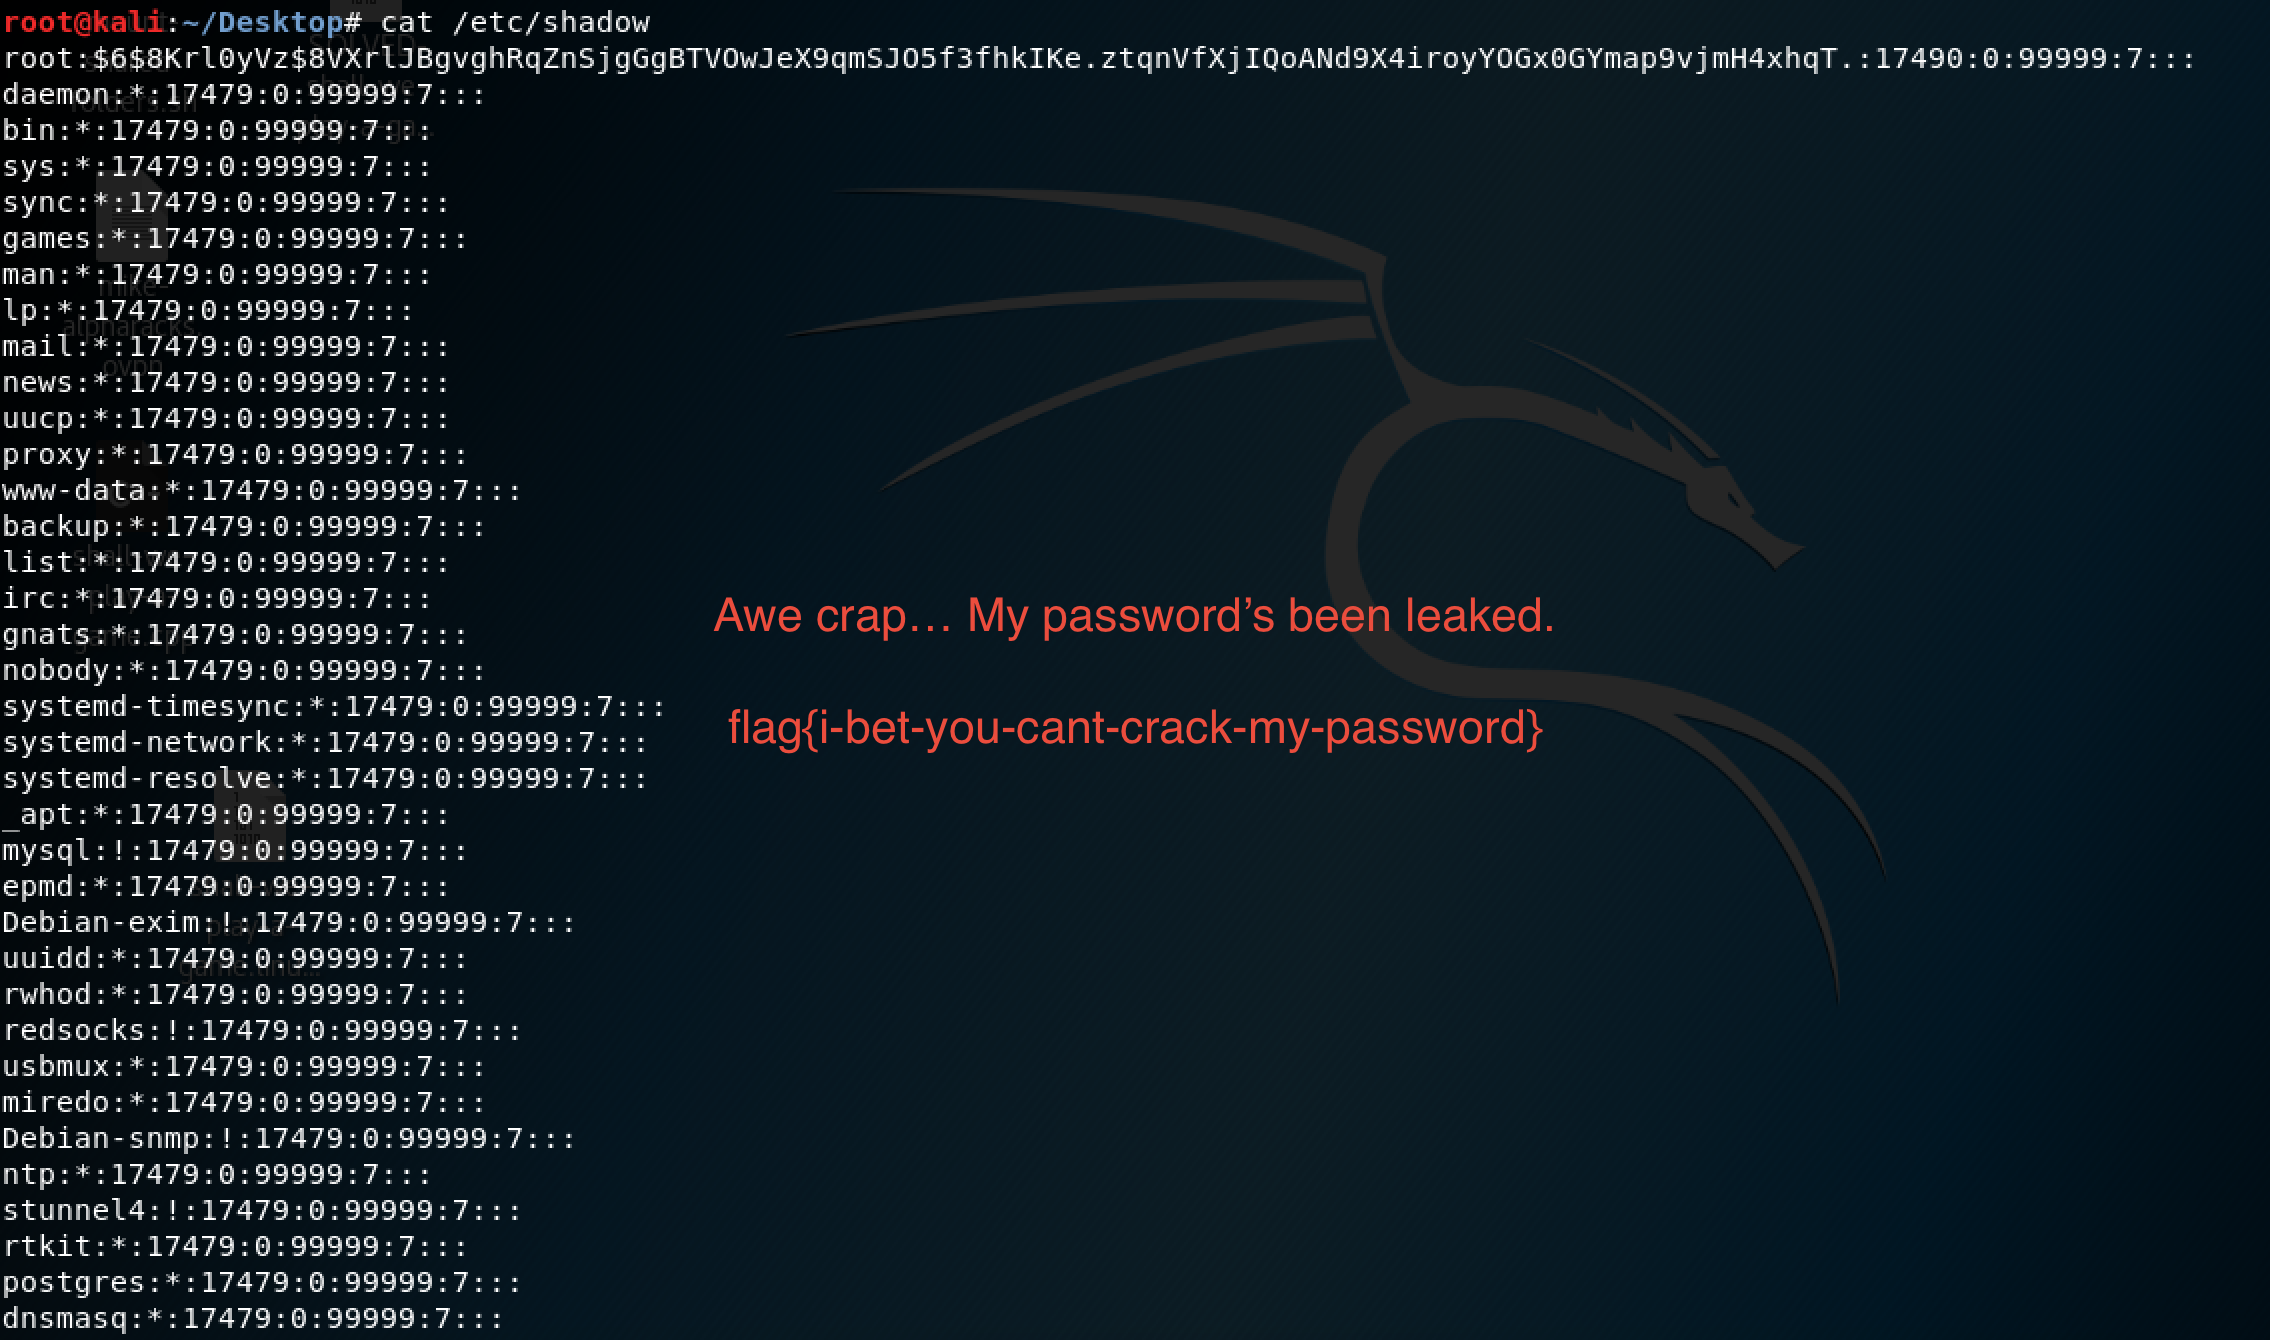 root@kali:~/Desktop# cat /etc/shadow
root:$6$8Krl0yVz$8VXrlJBgvghRqZnSjgGgBTVOwJeX9qmSJO5f3fhkIKe.ztqnVfXjIQoANd9X4iroyYOGx0GYmap9vjmH4xhqT.:17490:0:99999:7:::
daemon:*:17479:0:99999:7:::
bin:*:17479:0:99999:7:::
sys:*:17479:0:99999:7:::
sync:*:17479:0:99999:7:::
games:*:17479:0:99999:7:::
man:*:17479:0:99999:7:::
lp:*:17479:0:99999:7:::
mail:*:17479:0:99999:7:::
news:*:17479:0:99999:7:::
uucp:*:17479:0:99999:7:::
proxy:*:17479:0:99999:7:::
www-data:*:17479:0:99999:7:::
backup:*:17479:0:99999:7:::
list:*:17479:0:99999:7:::
irc:*:17479:0:99999:7:::
gnats:*:17479:0:99999:7:::
nobody:*:17479:0:99999:7:::
systemd-timesync:*:17479:0:99999:7:::
systemd-network:*:17479:0:99999:7:::
systemd-resolve:*:17479:0:99999:7:::
_apt:*:17479:0:99999:7:::
mysql:!:17479:0:99999:7:::
epmd:*:17479:0:99999:7:::
Debian-exim:!:17479:0:99999:7:::
uuidd:*:17479:0:99999:7:::
rwhod:*:17479:0:99999:7:::
redsocks:!:17479:0:99999:7:::
usbmux:*:17479:0:99999:7:::
miredo:*:17479:0:99999:7:::
Debian-snmp:!:17479:0:99999:7:::
ntp:*:17479:0:99999:7:::
stunnel4:!:17479:0:99999:7:::
rtkit:*:17479:0:99999:7:::
postgres:*:17479:0:99999:7:::
dnsmasq:*:17479:0:99999:7:::
Awe crap… My password’s been leaked.
flag{i-bet-you-cant-crack-my-password}